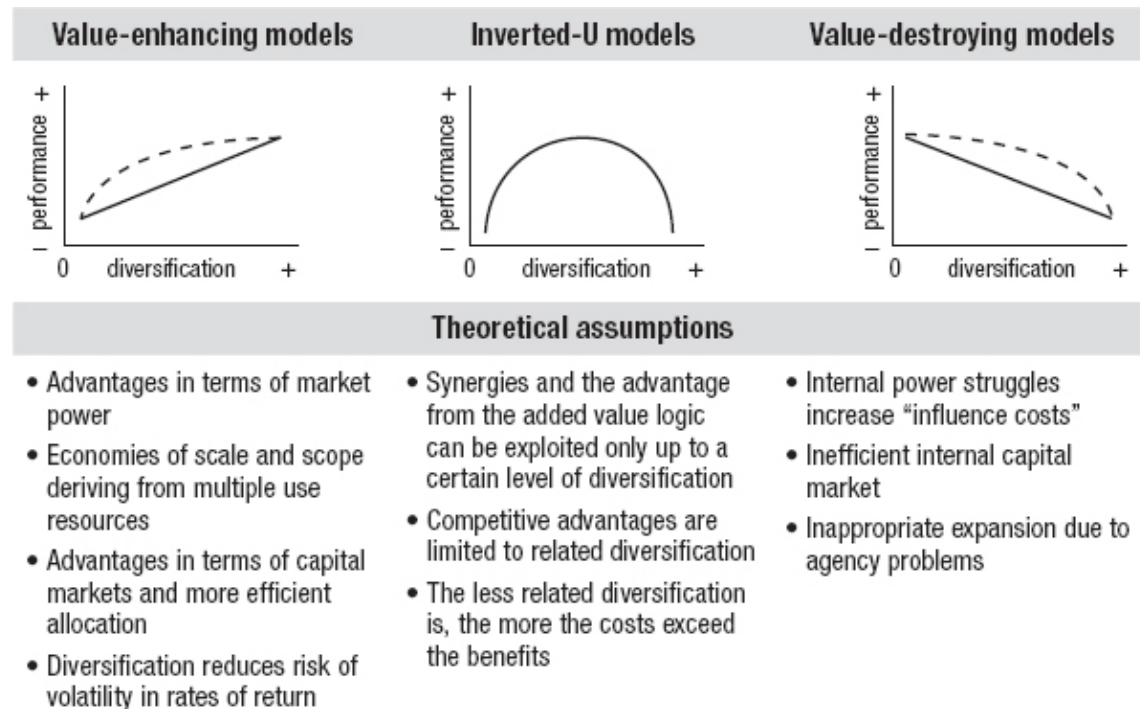 Value-enhancing models
Inverted-U models
Value-destroying models
− performance +
0 diversification +
− performance +
0 diversification +
− performance +
0 diversification +
Theoretical assumptions
• Advantages in terms of market
power
• Economies of scale and scope
deriving from multiple use
resources
• Advantages in terms of capital
markets and more efficient
allocation
• Diversification reduces risk of
volatility in rates of return
• Synergies and the advantage
from the added value logic
can be exploited only up to a
certain level of diversification
• Competitive advantages are
limited to related diversification
• The less related diversification
is, the more the costs exceed
the benefits
• Internal power struggles
increase “influence costs”
• Inefficient internal capital
market
• Inappropriate expansion due to
agency problems